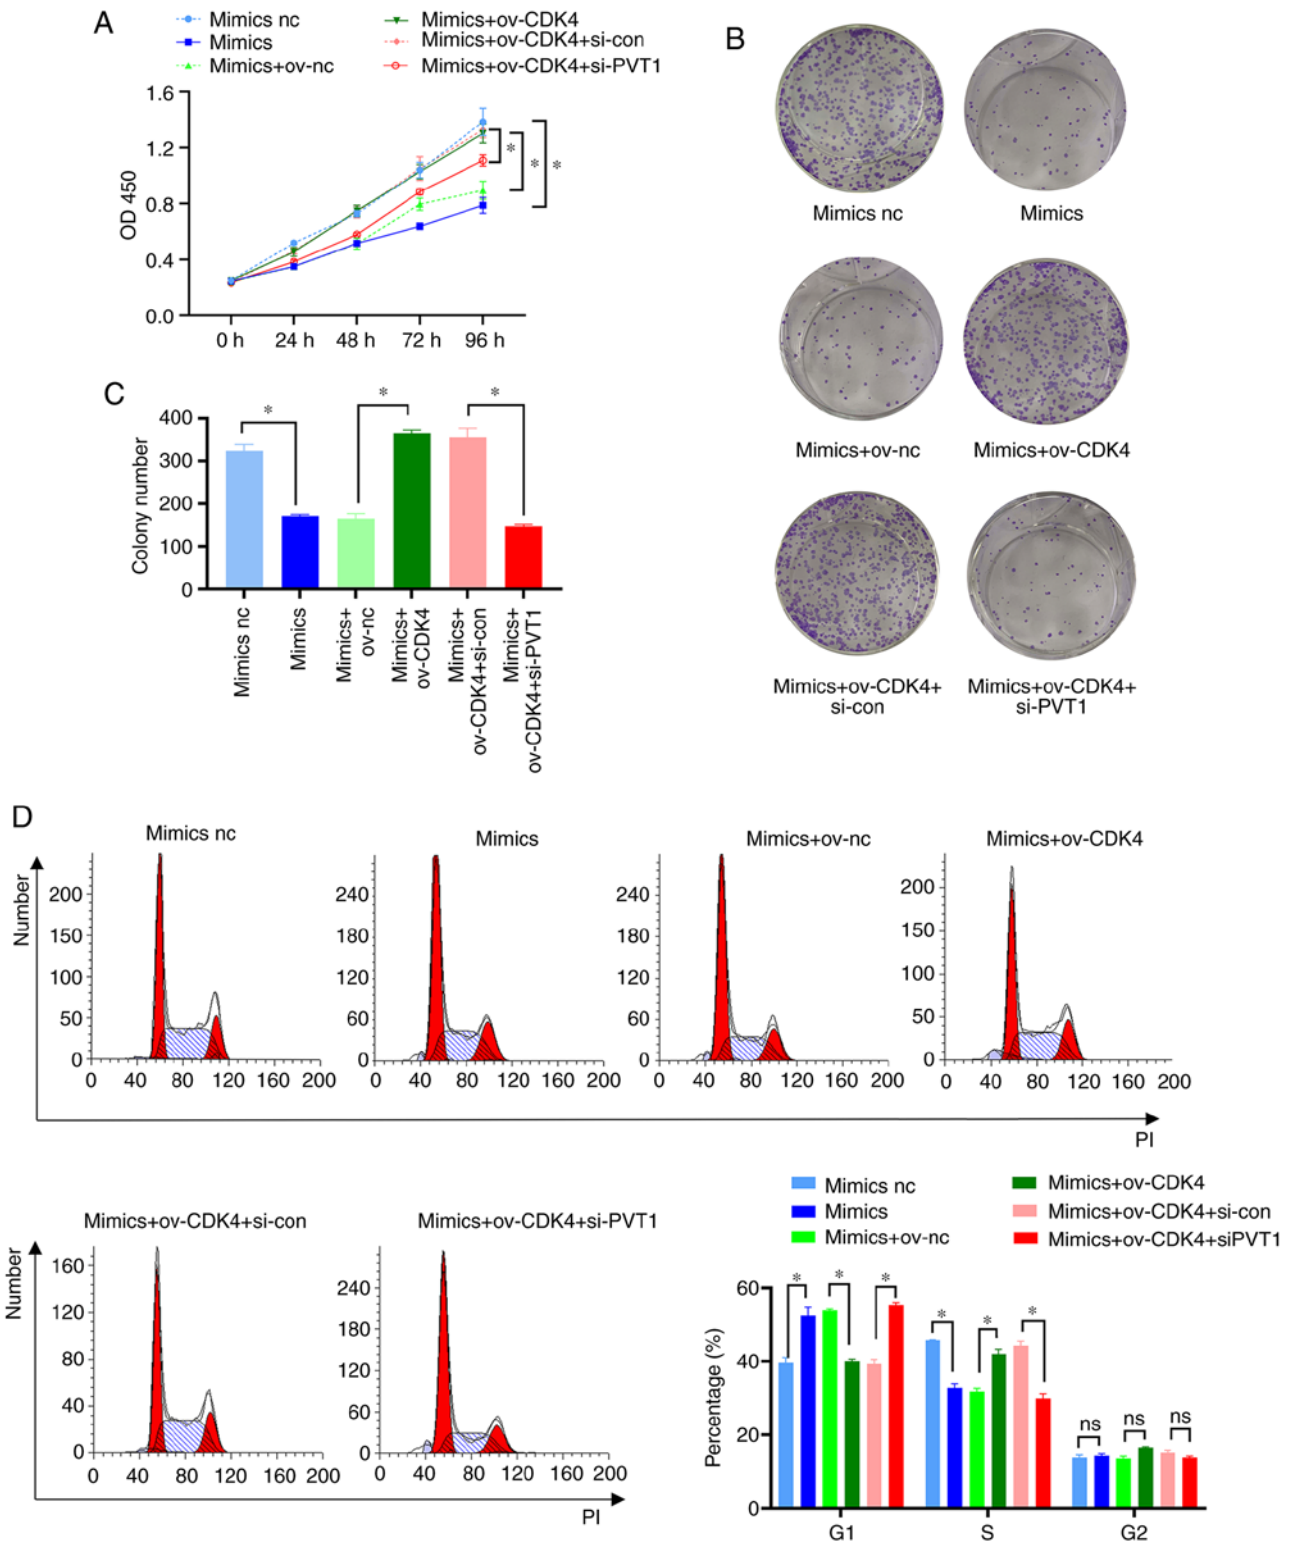 A
Mimics nc
Mimics
Mimics+ov-nc
Mimics+ov-CDK4
Mimics+ov-CDK4+si-con
Mimics+ov-CDK4+si-PVT1
OD 450
1.6
1.2
0.8
0.4
0.0
0 h 24 h 48 h 72 h 96 h
* * *
B
Mimics nc
Mimics
Mimics+ov-nc
Mimics+ov-CDK4
Mimics+ov-CDK4+
si-con
Mimics+ov-CDK4+
si-PVT1
C
Colony number
400
300
200
100
0
* * *
Mimics nc
Mimics
Mimics+
ov-nc
Mimics+
ov-CDK4
Mimics+
ov-CDK4+si-con
Mimics+
ov-CDK4+si-PVT1
D
Number
Mimics nc
200
150
100
50
0
0 40 80 120 160 200
Mimics
240
180
120
60
0
0 40 80 120 160 200
Mimics+ov-nc
240
180
120
60
0
0 40 80 120 160 200
Mimics+ov-CDK4
200
150
100
50
0
0 40 80 120 160 200
PI
Number
Mimics+ov-CDK4+si-con
160
120
80
40
0
0 40 80 120 160 200
Mimics+ov-CDK4+si-PVT1
240
180
120
60
0
0 40 80 120 160 200
PI
Mimics nc
Mimics
Mimics+ov-nc
Mimics+ov-CDK4
Mimics+ov-CDK4+si-con
Mimics+ov-CDK4+siPVT1
Percentage (%)
60
40
20
0
* * *
* * *
ns ns ns
G1 S G2